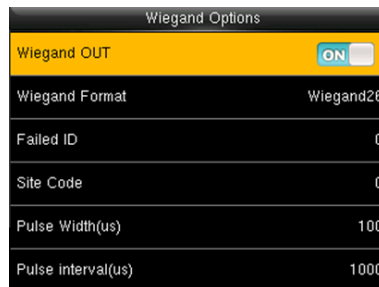 Wiegand Options
Wiegand OUT ON
Wiegand Format Wiegand26
Failed ID 0
Site Code 0
Pulse Width(us) 100
Pulse interval(us) 1000